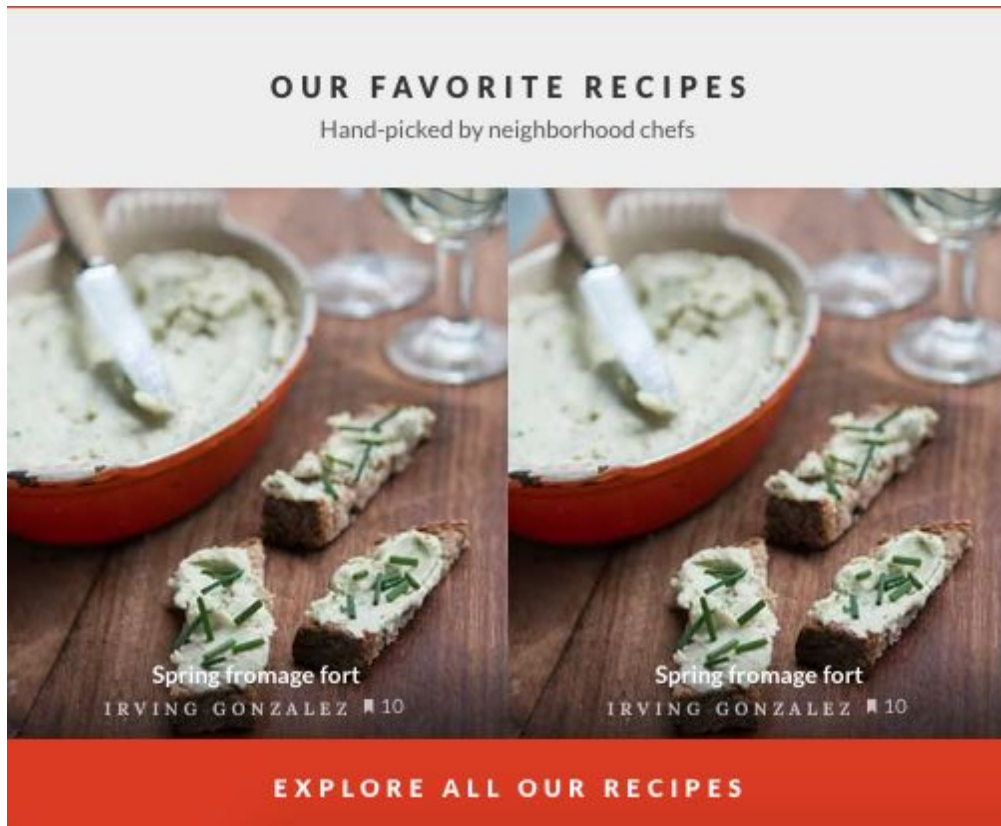 OUR FAVORITE RECIPES
Hand-picked by neighborhood chefs
Spring fromage fort
IRVING GONZALEZ 10
Spring fromage fort
IRVING GONZALEZ 10
EXPLORE ALL OUR RECIPES